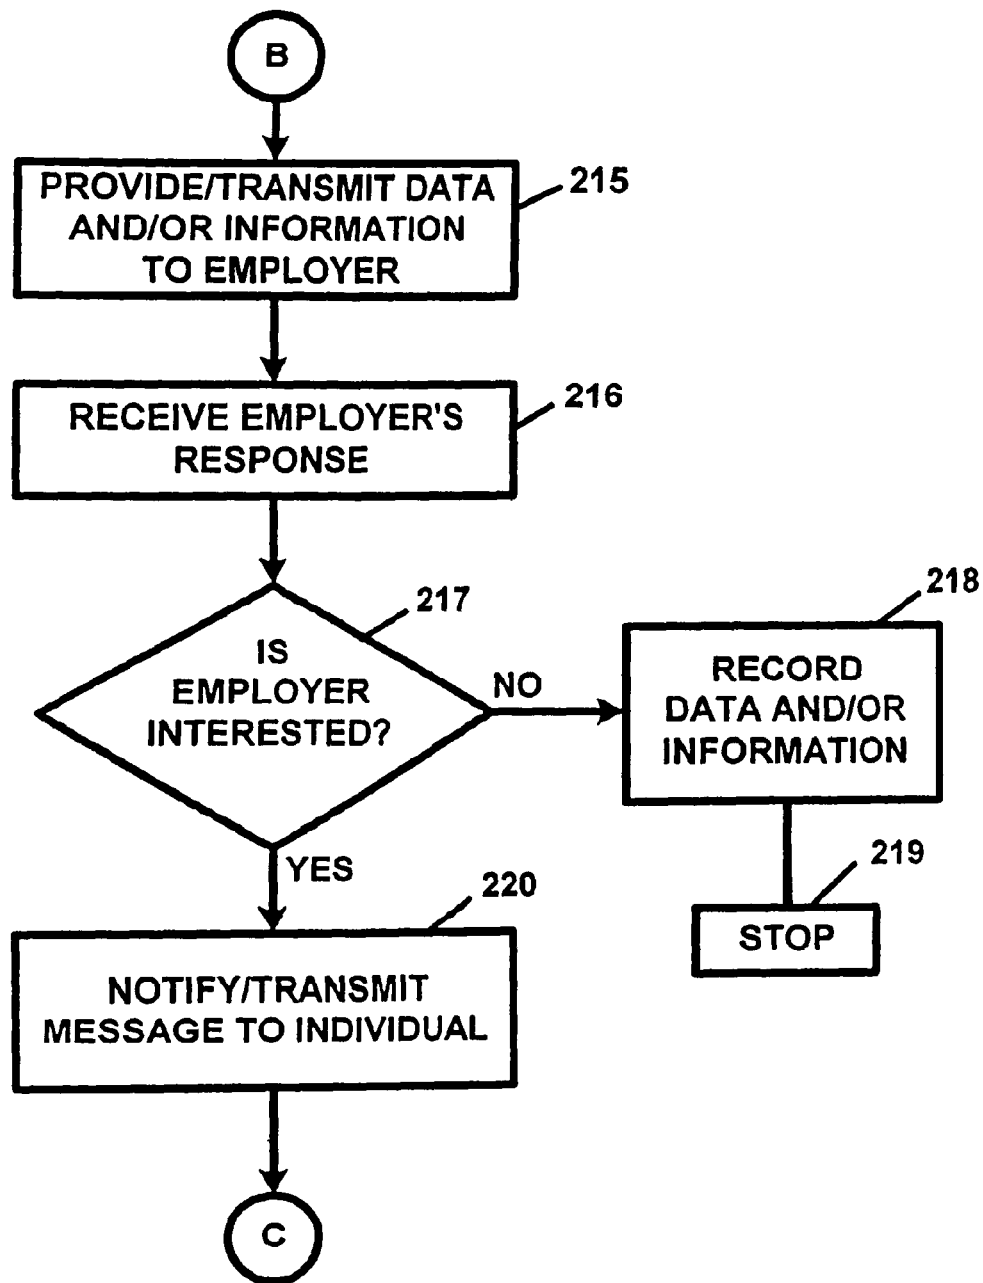 B
PROVIDE/TRANSMIT DATA
AND/OR INFORMATION
TO EMPLOYER
215
RECEIVE EMPLOYER'S
RESPONSE
216
IS
EMPLOYER
INTERESTED?
217
NO
RECORD
DATA AND/OR
INFORMATION
218
STOP
219
YES
NOTIFY/TRANSMIT
MESSAGE TO INDIVIDUAL
220
C